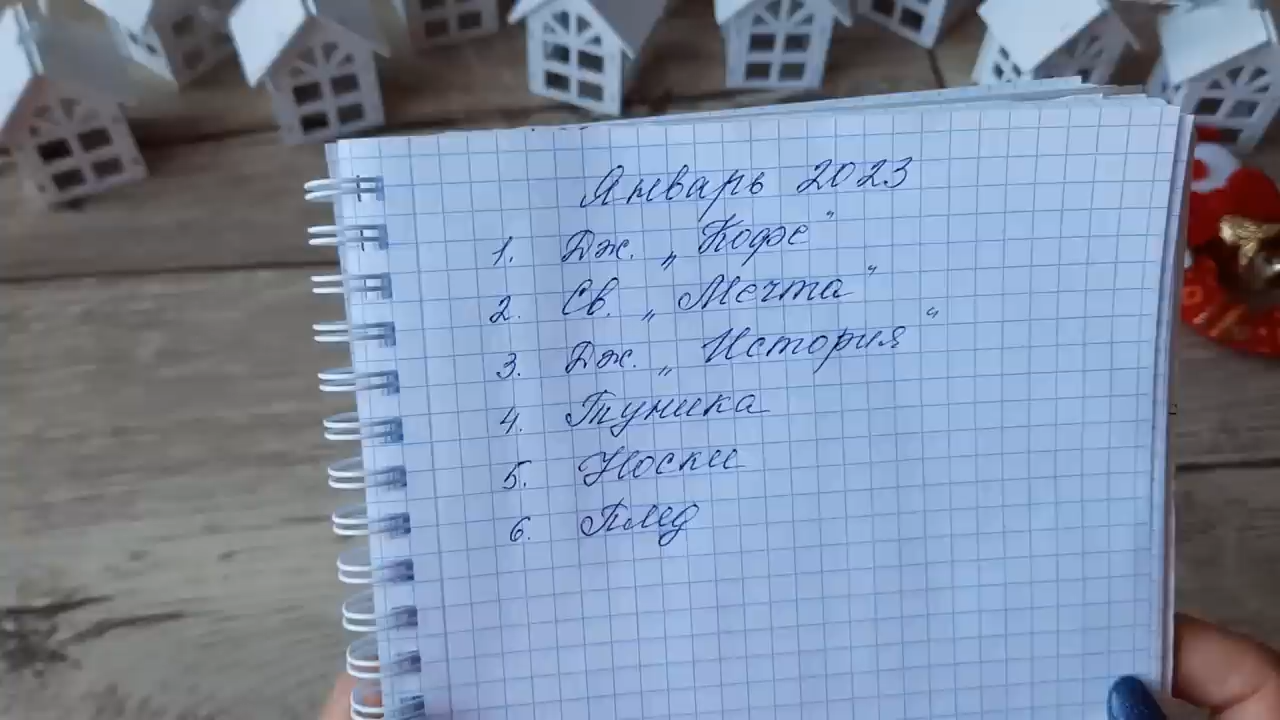 Январь 2023
1. Дж. „Кофе“
2. Св. „Мечта“
3. Дж. „История“
4. Туника
5. Носки
6. Плед